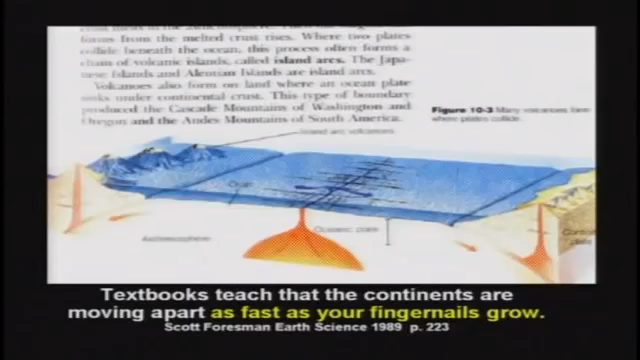 forms from the melted crust rises. Where two plates
collide beneath the ocean, this process often forms a
chain of volcanic islands, called island arcs. The Japa-
nese Islands and Aleutian Islands are island arcs.
Volcanoes also form on land where an ocean plate
sinks under continental crust. This type of boundary
produced the Cascade Mountains of Washington and
Oregon and the Andes Mountains of South America.
Figure 10-3 Many volcanoes form
where plates collide.
Island arc volcanoes
Crust
Oceanic plate
Asthenosphere
plate
Textbooks teach that the continents are
moving apart as fast as your fingernails grow.
Scott Foresman Earth Science 1989 p. 223